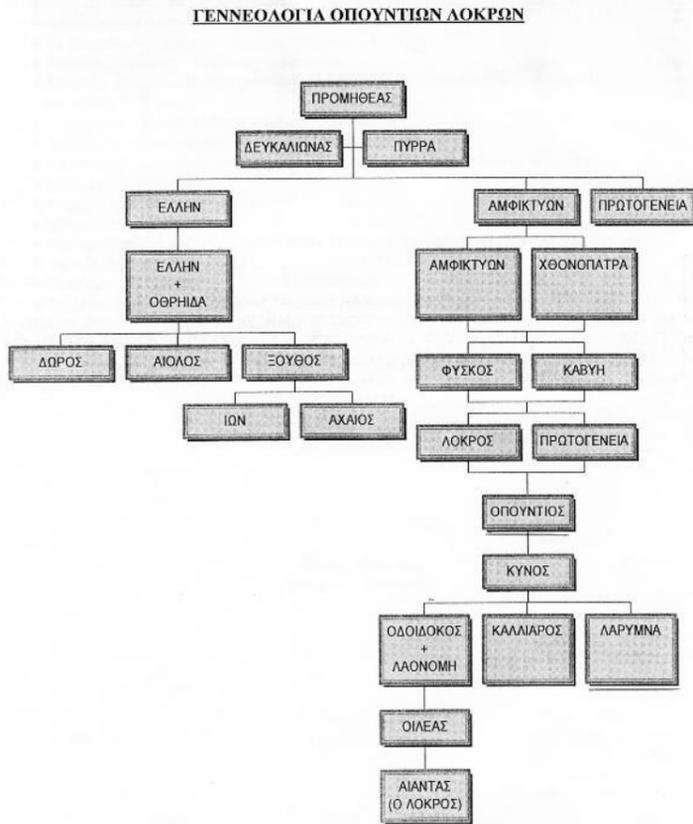 ΓΕΝΝΕΟΛΟΓΙΑ ΟΠΟΥΝΤΙΩΝ ΛΟΚΡΩΝ
ΠΡΟΜΗΘΕΑΣ
ΔΕΥΚΑΛΙΩΝΑΣ
ΠΥΡΡΑ
ΕΛΛΗΝ
ΑΜΦΙΚΤΥΩΝ
ΠΡΩΤΟΓΕΝΕΙΑ
ΕΛΛΗΝ
+
ΟΘΡΗΙΔΑ
ΑΜΦΙΚΤΥΩΝ
ΧΘΟΝΟΠΑΤΡΑ
ΔΩΡΟΣ
ΑΙΟΛΟΣ
ΞΟΥΘΟΣ
ΦΥΣΚΟΣ
ΚΑΒΥΗ
ΙΩΝ
ΑΧΑΙΟΣ
ΛΟΚΡΟΣ
ΠΡΩΤΟΓΕΝΕΙΑ
ΟΠΟΥΝΤΙΟΣ
ΚΥΝΟΣ
ΟΔΟΙΔΟΚΟΣ
+
ΛΑΟΝΟΜΗ
ΚΑΛΛΙΑΡΟΣ
ΛΑΡΥΜΝΑ
ΟΙΛΕΑΣ
ΑΙΑΝΤΑΣ
(Ο ΛΟΚΡΟΣ)